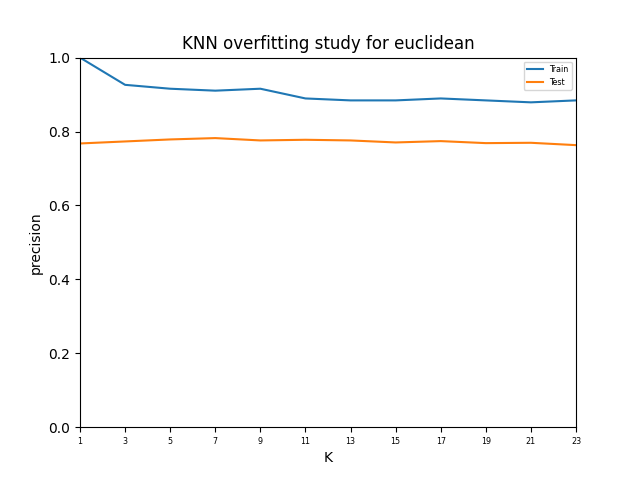 KNN overfitting study for euclidean
1.0
0.8
0.6
0.4
0.2
0.0
precision
Train
Test
1 3 5 7 9 11 13 15 17 19 21 23
K